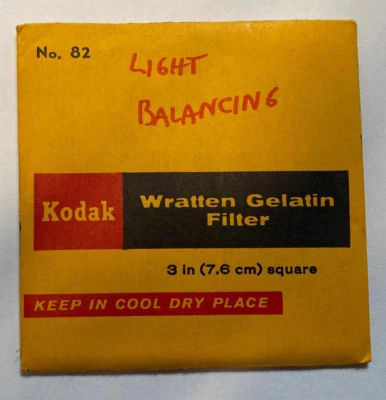 No. 82
LIGHT
BALANCING
Kodak
Wratten Gelatin
Filter
3 in (7.6 cm) square
KEEP IN COOL DRY PLACE